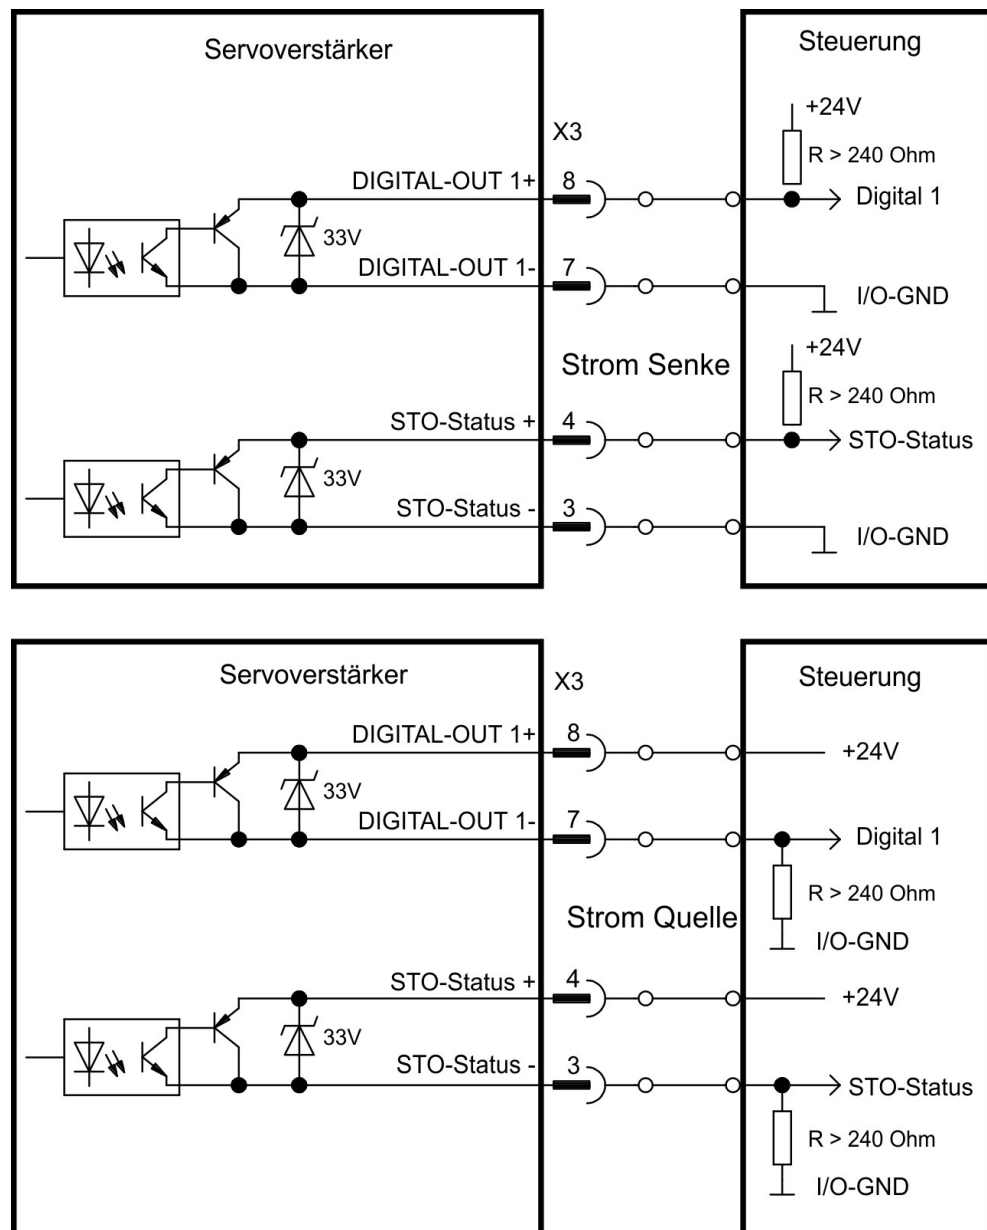 Servoverstärker
Steuerung
+24V
X3
R > 240 Ohm
DIGITAL-OUT 1+
8
Digital 1
33V
DIGITAL-OUT 1-
7
I/O-GND
+24V
Strom Senke
R > 240 Ohm
STO-Status +
4
STO-Status
33V
STO-Status -
3
I/O-GND
Servoverstärker
X3
Steuerung
DIGITAL-OUT 1+
8
+24V
33V
DIGITAL-OUT 1-
7
Digital 1
R > 240 Ohm
Strom Quelle
I/O-GND
STO-Status +
4
+24V
33V
STO-Status -
3
STO-Status
R > 240 Ohm
I/O-GND